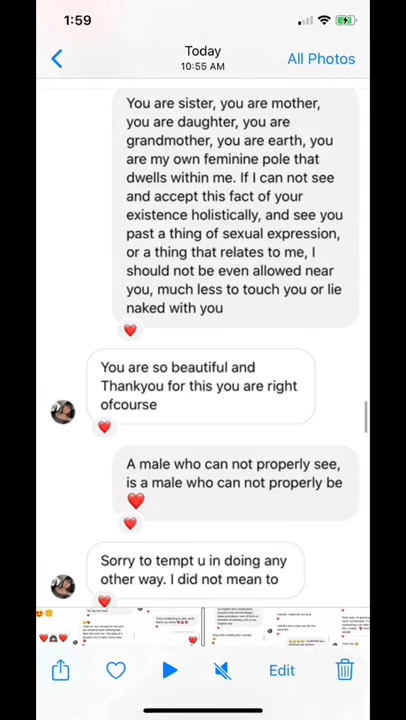 1:59
Today
10:55 AM
All Photos
You are sister, you are mother,
you are daughter, you are
grandmother, you are earth, you
are my own feminine pole that
dwells within me. If I can not see
and accept this fact of your
existence holistically, and see you
past a thing of sexual expression,
or a thing that relates to me, I
should not be even allowed near
you, much less to touch you or lie
naked with you
You are so beautiful and
Thankyou for this you are right
ofcourse
A male who can not properly see,
is a male who can not properly be
Sorry to tempt u in doing any
other way. I did not mean to
Edit